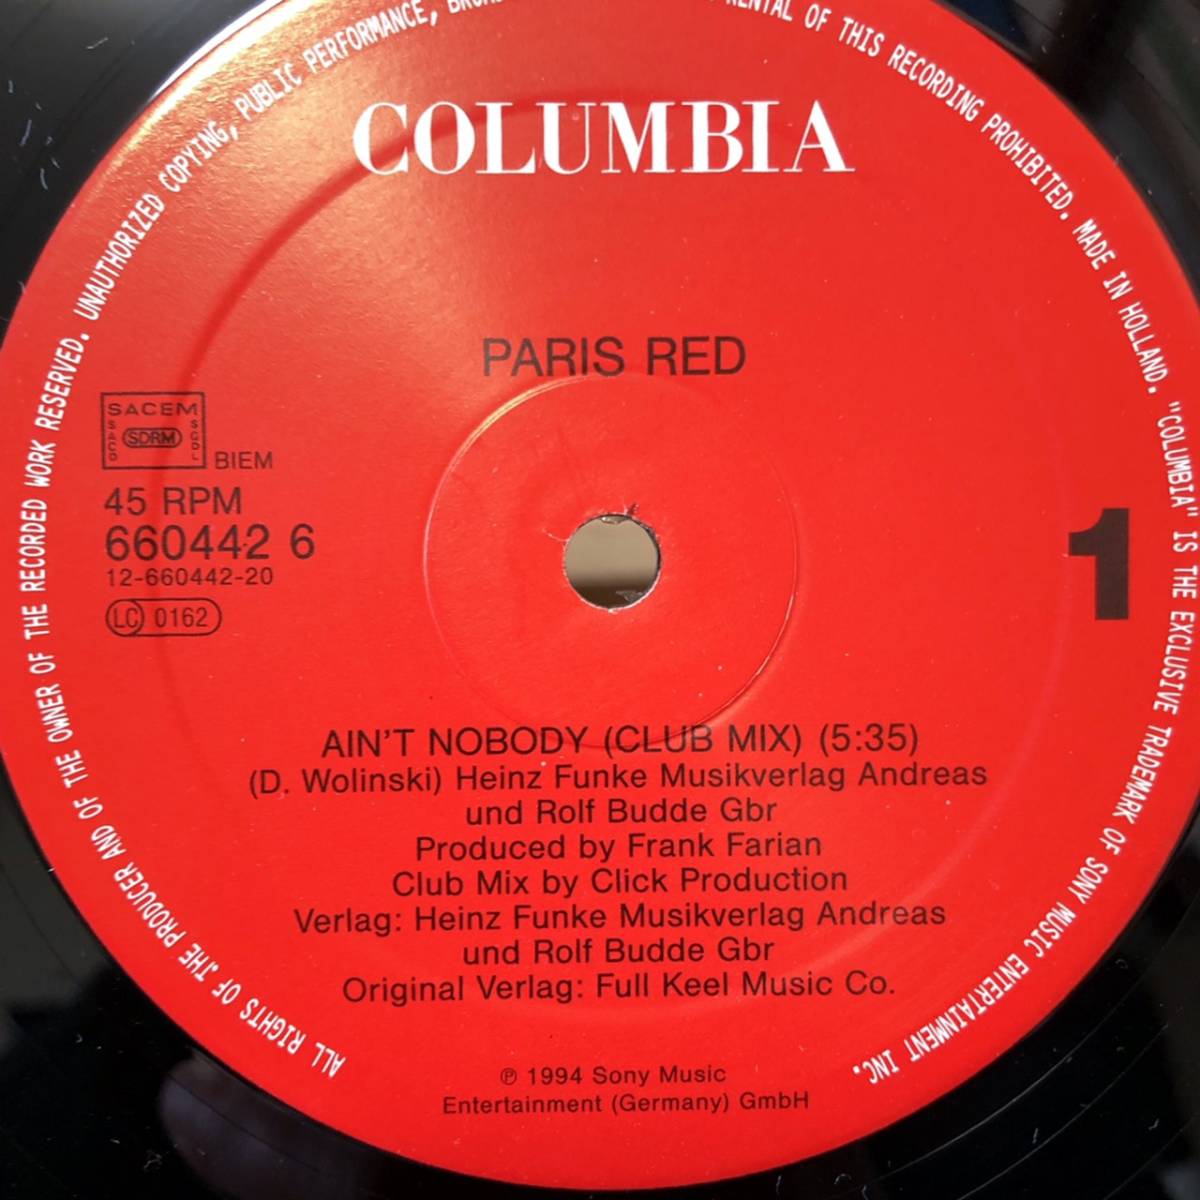 ALL RIGHTS OF THE PRODUCER AND OF THE OWNER OF THE RECORDED WORK RESERVED. UNAUTHORIZED COPYING, PUBLIC PERFORMANCE, RENTAL OF THIS RECORDING PROHIBITED. MADE IN HOLLAND. "COLUMBIA" IS THE EXCLUSIVE TRADEMARK OF SONY MUSIC ENTERTAINMENT INC.
COLUMBIA
PARIS RED
SACEM
SACD SDRM SGDL
BIEM
45 RPM
660442 6
12-660442-20
LC 0162
1
AIN'T NOBODY (CLUB MIX) (5:35)
(D. Wolinski) Heinz Funke Musikverlag Andreas
und Rolf Budde Gbr
Produced by Frank Farian
Club Mix by Click Production
Verlag: Heinz Funke Musikverlag Andreas
und Rolf Budde Gbr
Original Verlag: Full Keel Music Co.
℗ 1994 Sony Music
Entertainment (Germany) GmbH